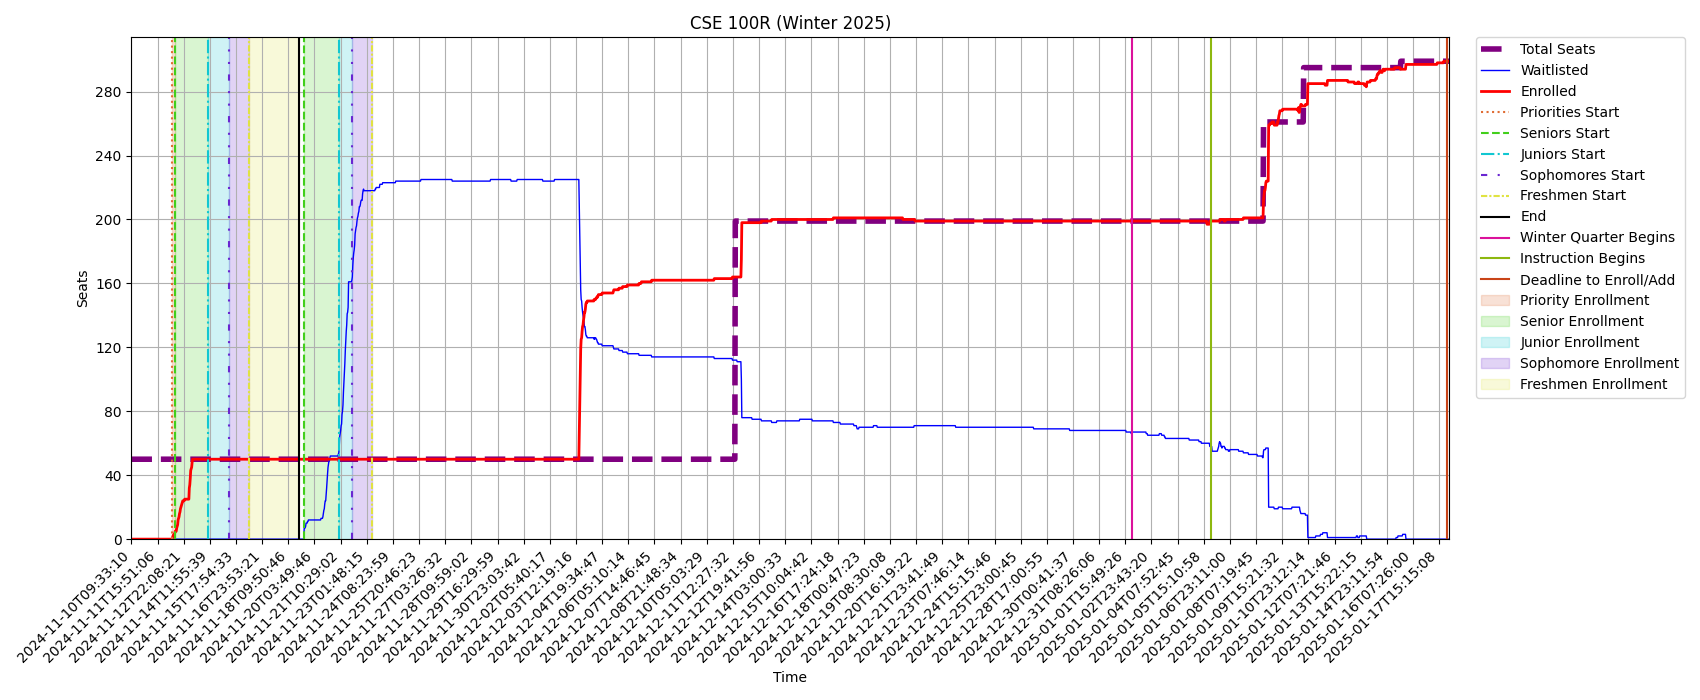 CSE 100R (Winter 2025)
Seats
280
240
200
160
120
80
40
0
2024-11-10T09:33:10
2024-11-11T15:51:06
2024-11-12T22:08:21
2024-11-14T11:55:39
2024-11-15T17:54:33
2024-11-16T23:53:21
2024-11-18T09:50:46
2024-11-20T03:49:46
2024-11-21T10:29:02
2024-11-23T01:48:15
2024-11-24T08:23:59
2024-11-25T20:46:23
2024-11-27T03:26:32
2024-11-28T09:59:02
2024-11-29T16:29:59
2024-11-30T23:03:42
2024-12-02T05:40:17
2024-12-03T12:19:16
2024-12-04T19:34:47
2024-12-06T05:10:14
2024-12-07T14:46:45
2024-12-08T21:48:34
2024-12-10T05:03:29
2024-12-11T12:27:32
2024-12-12T19:41:56
2024-12-14T03:00:33
2024-12-15T10:04:42
2024-12-16T17:24:18
2024-12-18T00:47:23
2024-12-19T08:30:08
2024-12-20T16:19:22
2024-12-21T23:41:49
2024-12-23T07:46:14
2024-12-24T15:15:46
2024-12-25T23:00:45
2024-12-28T17:00:55
2024-12-30T00:41:37
2024-12-31T08:26:06
2025-01-01T15:49:26
2025-01-02T23:43:20
2025-01-04T07:52:45
2025-01-05T15:10:58
2025-01-06T23:11:00
2025-01-08T07:19:45
2025-01-09T15:21:32
2025-01-10T23:12:14
2025-01-12T07:21:46
2025-01-13T15:22:15
2025-01-14T23:11:54
2025-01-16T07:26:00
2025-01-17T15:15:08
Time
Total Seats
Waitlisted
Enrolled
Priorities Start
Seniors Start
Juniors Start
Sophomores Start
Freshmen Start
End
Winter Quarter Begins
Instruction Begins
Deadline to Enroll/Add
Priority Enrollment
Senior Enrollment
Junior Enrollment
Sophomore Enrollment
Freshmen Enrollment